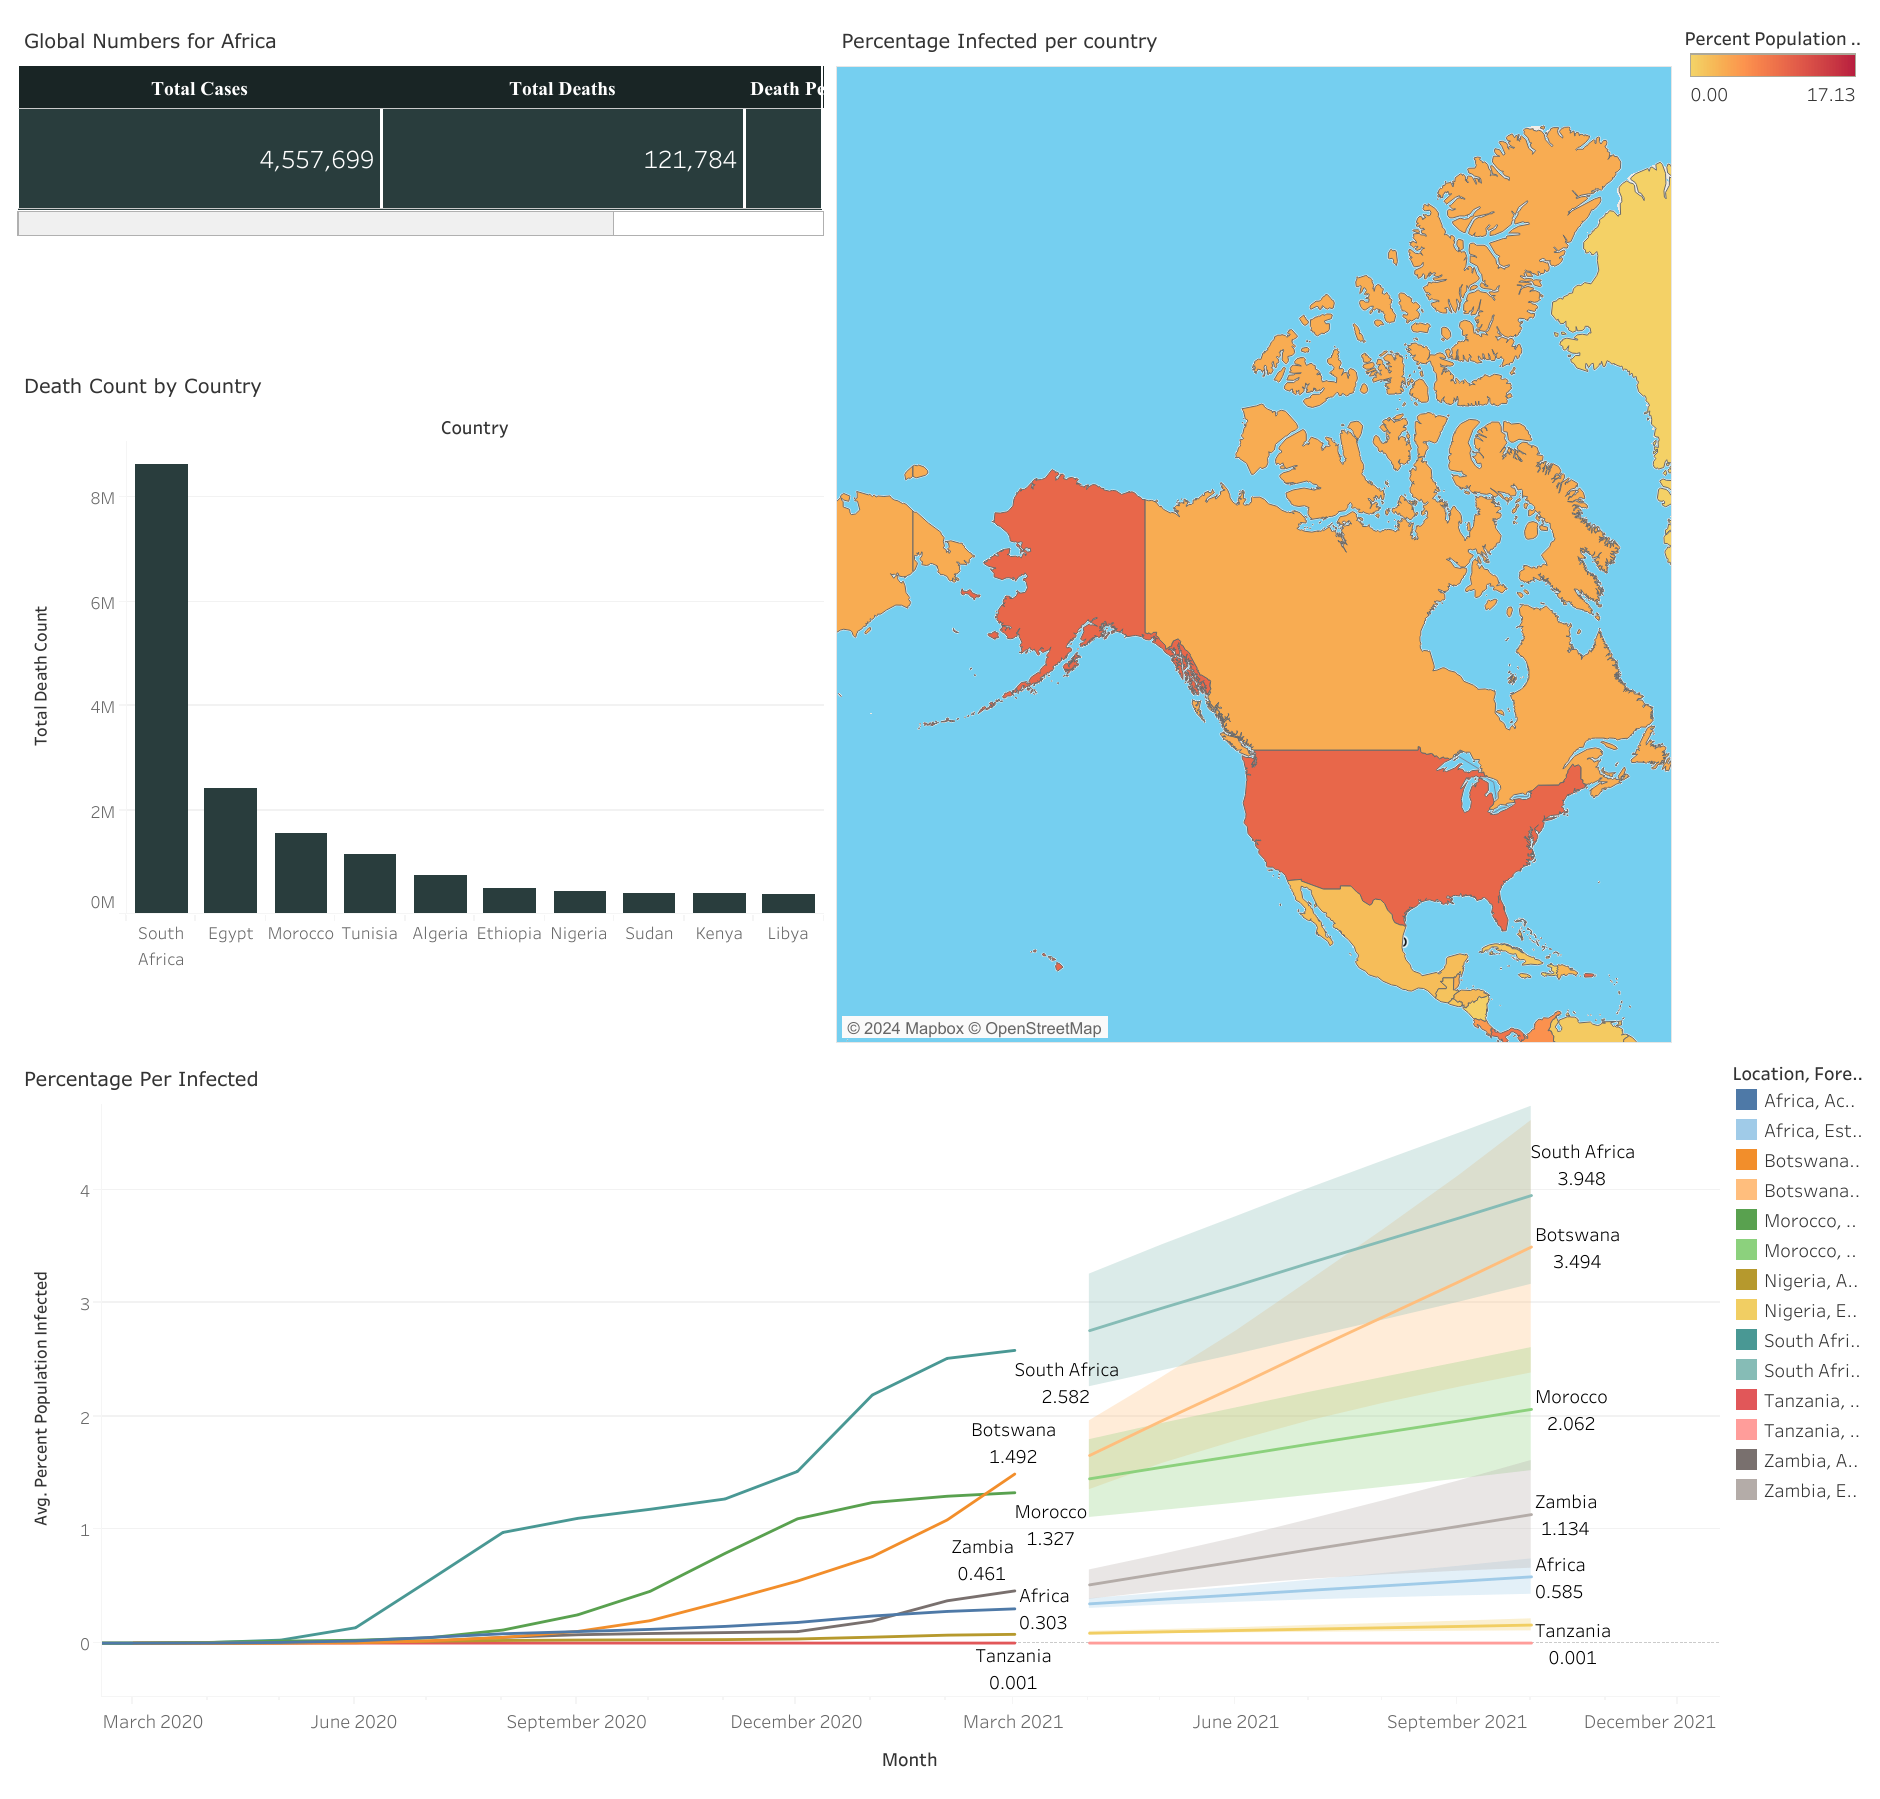 Global Numbers for Africa
Total Cases
Total Deaths
Death Pe
4,557,699
121,784
Percentage Infected per country
Percent Population ..
0.00
17.13
© 2024 Mapbox © OpenStreetMap
Death Count by Country
Country
Total Death Count
8M
6M
4M
2M
0M
South
Africa
Egypt
Morocco
Tunisia
Algeria
Ethiopia
Nigeria
Sudan
Kenya
Libya
Percentage Per Infected
Avg. Percent Population Infected
4
3
2
1
0
South Africa
2.582
Botswana
1.492
Morocco
1.327
Zambia
0.461
Africa
0.303
Tanzania
0.001
South Africa
3.948
Botswana
3.494
Morocco
2.062
Zambia
1.134
Africa
0.585
Tanzania
0.001
March 2020
June 2020
September 2020
December 2020
March 2021
June 2021
September 2021
December 2021
Month
Location, Fore..
Africa, Ac..
Africa, Est..
Botswana..
Botswana..
Morocco, ..
Morocco, ..
Nigeria, A..
Nigeria, E..
South Afri..
South Afri..
Tanzania, ..
Tanzania, ..
Zambia, A..
Zambia, E..